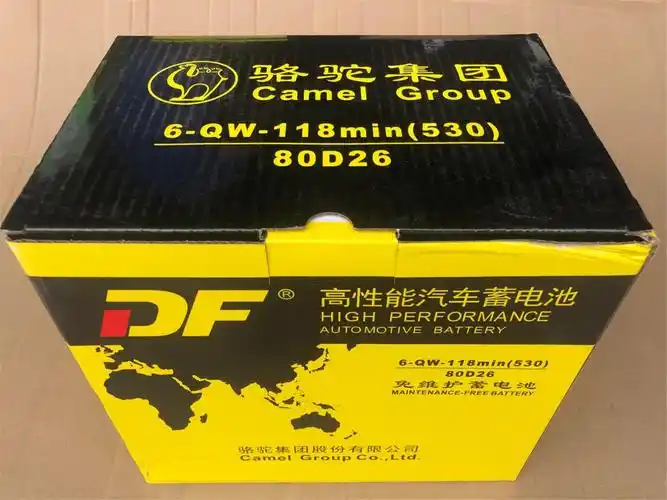 骆驼集团
Camel Group
6-QW-118min(530)
80D26
DF®
高性能汽车蓄电池
HIGH PERFORMANCE
AUTOMOTIVE BATTERY
6-QW-118min(530)
80D26
免维护蓄电池
MAINTENANCE-FREE BATTERY
骆驼集团股份有限公司
Camel Group Co.,Ltd.